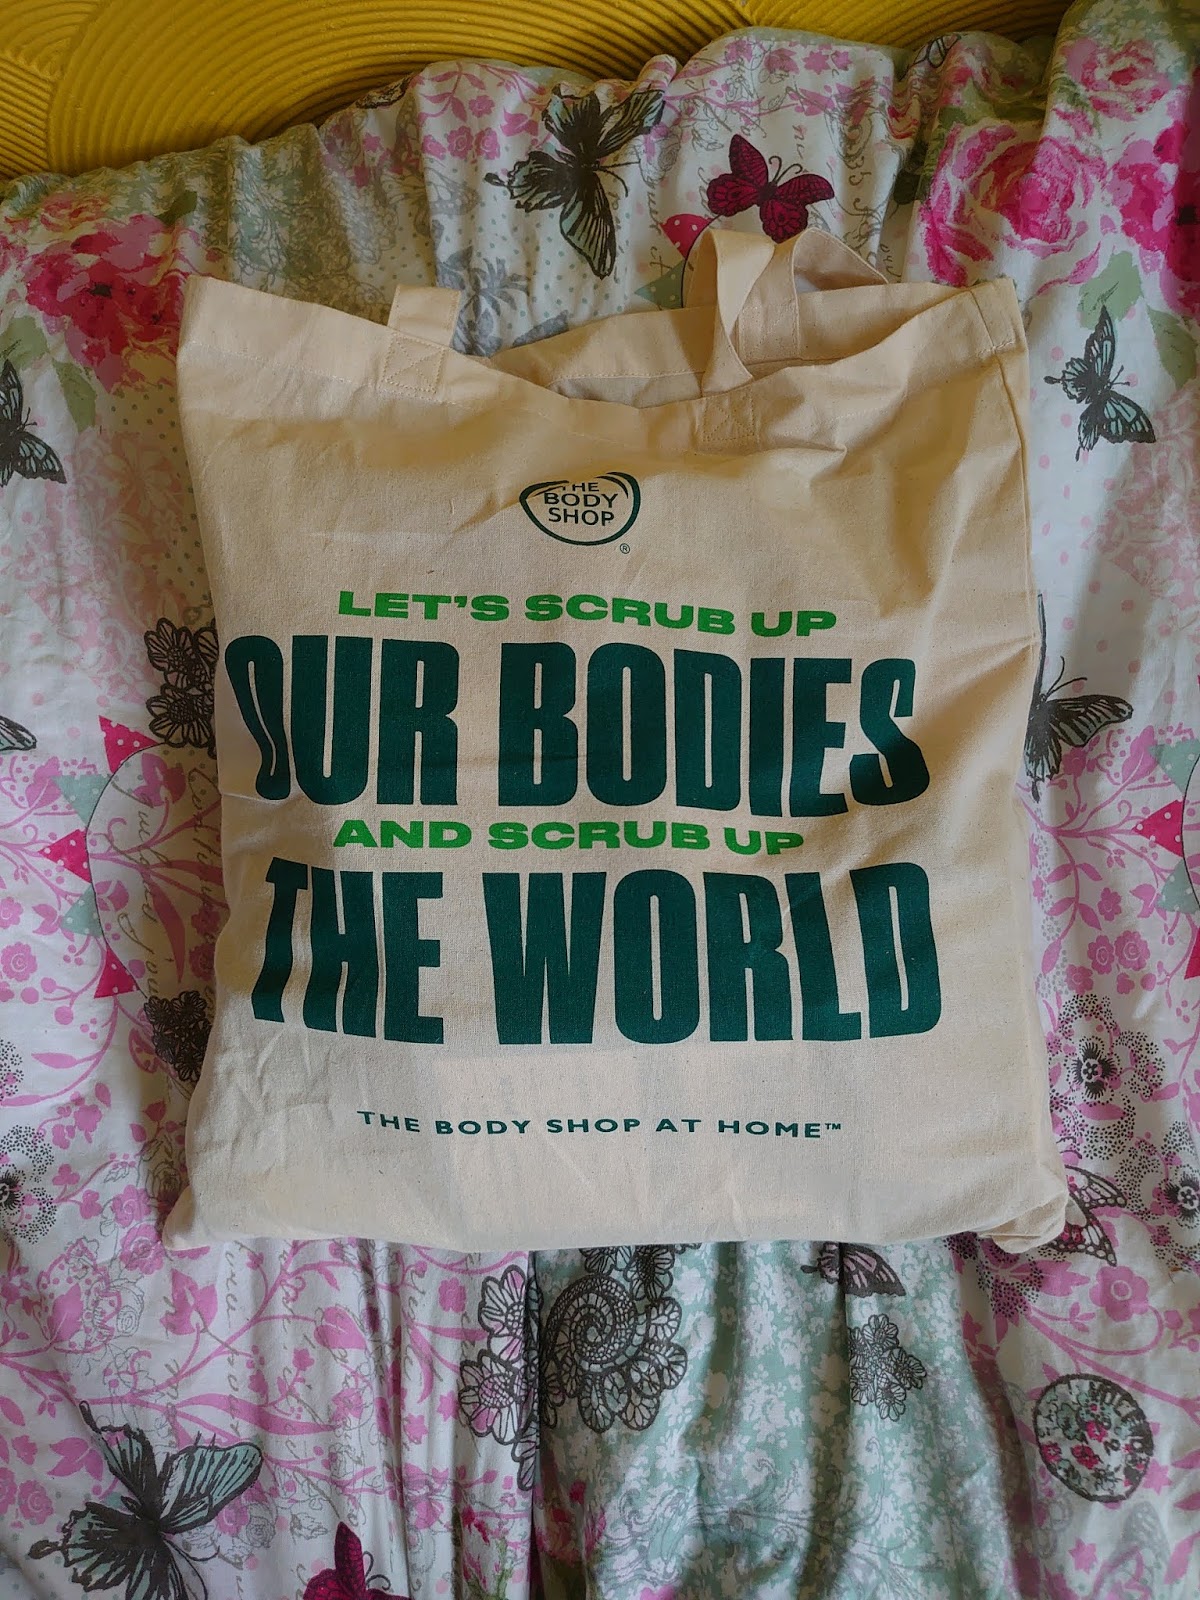 THE
BODY
SHOP
®
LET'S SCRUB UP
OUR BODIES
AND SCRUB UP
THE WORLD
THE BODY SHOP AT HOME™